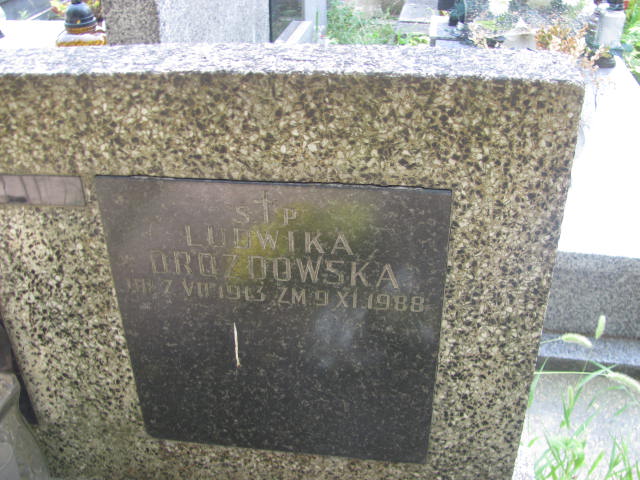 S P
LUDWIKA
DROZDOWSKA
UR. 7 VII 1913 ZM 9 XI.1988